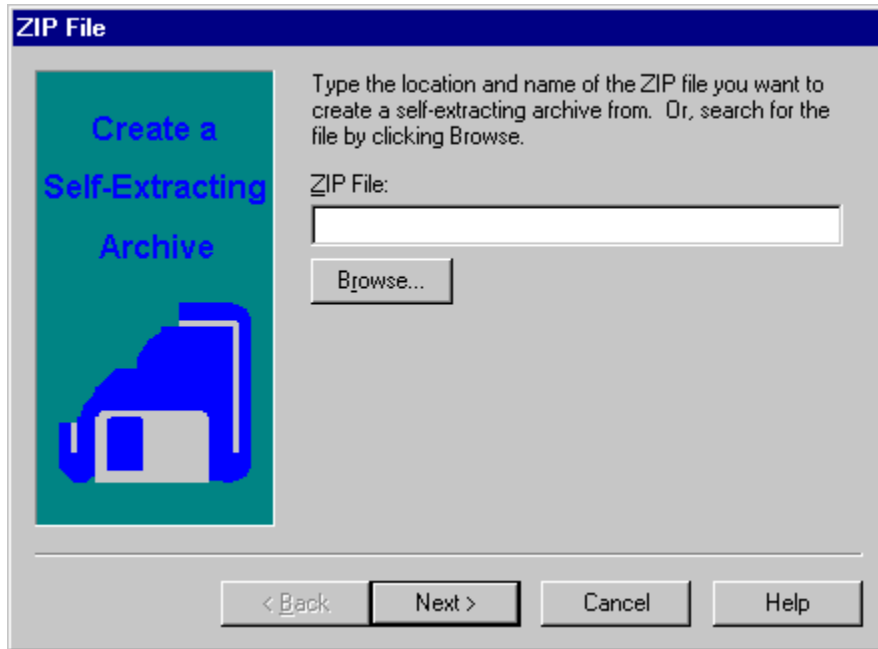 ZIP File
Create a
Self-Extracting
Archive
Type the location and name of the ZIP file you want to
create a self-extracting archive from. Or, search for the
file by clicking Browse.
ZIP File:
Browse...
< Back
Next >
Cancel
Help